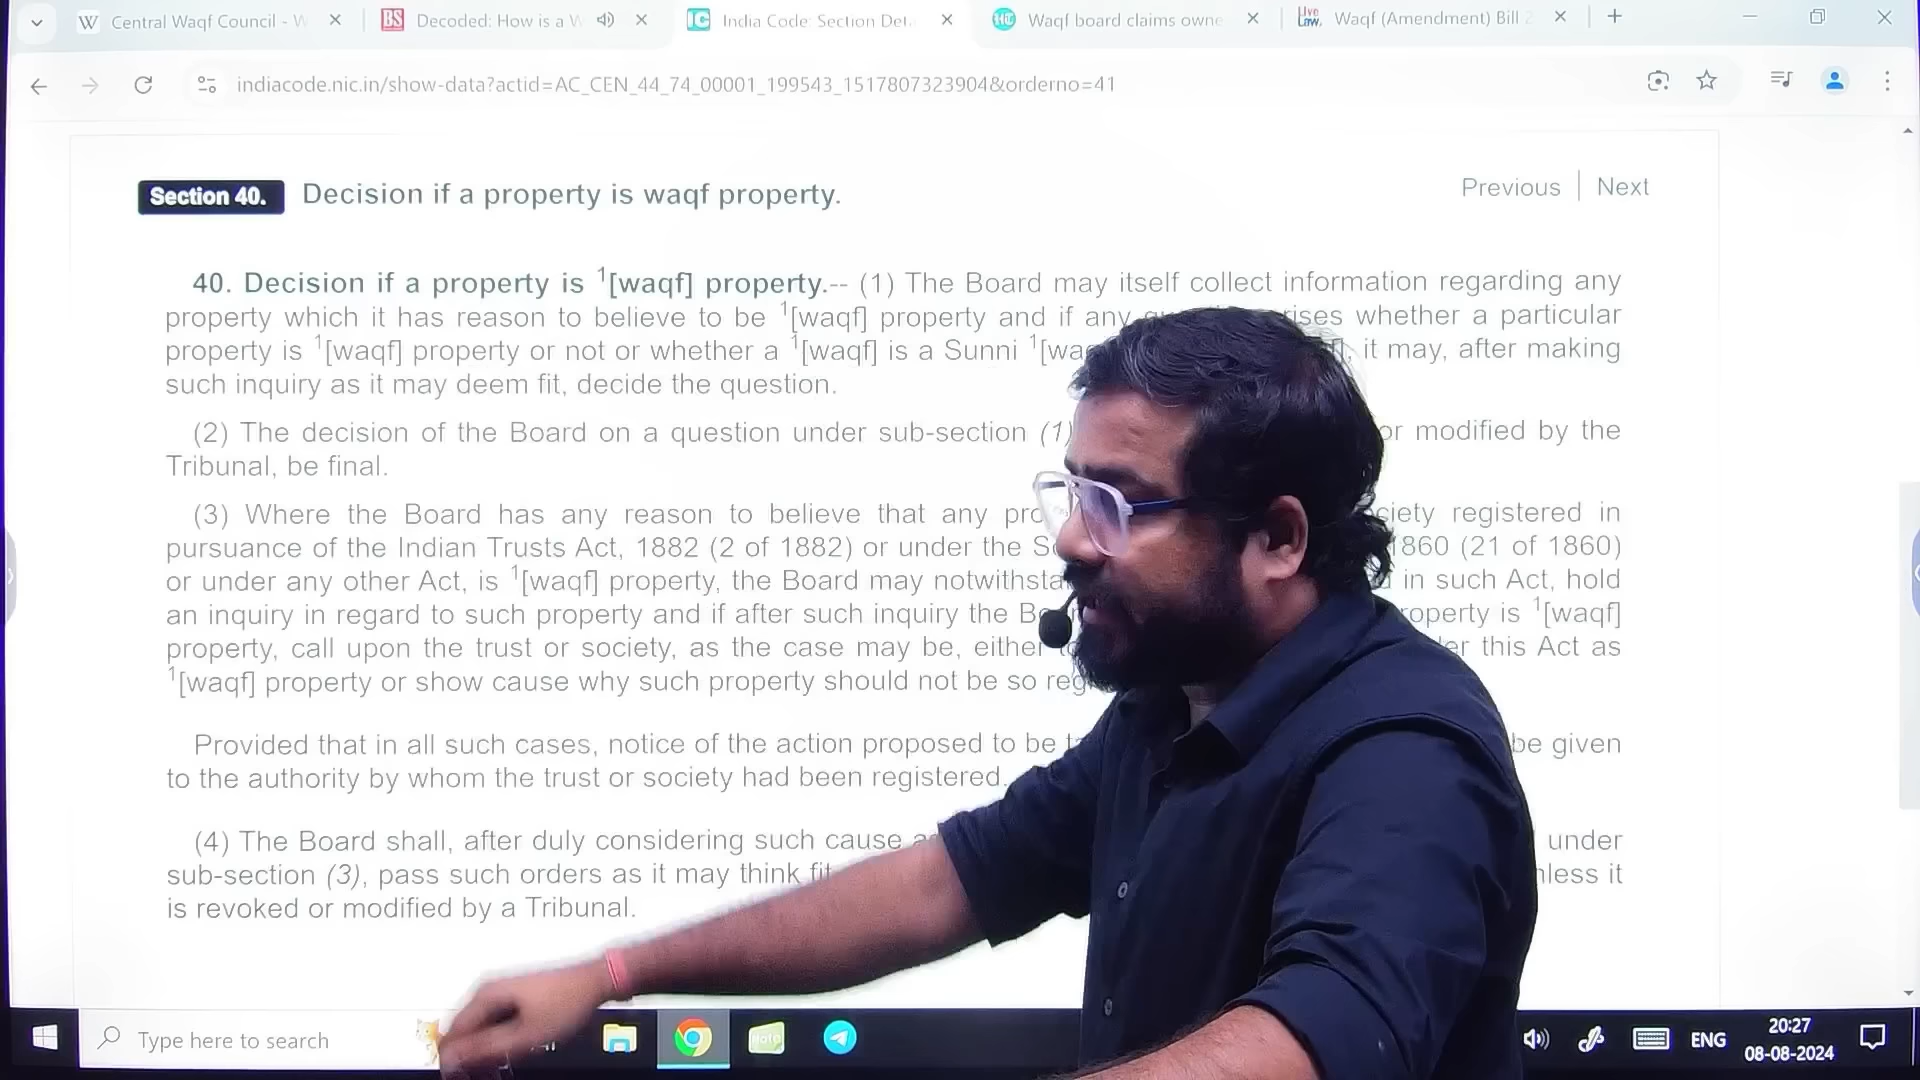 Central Waqf Council - W
BS Decoded: How is a W
IC India Code: Section Det
HT Waqf board claims owne
Live Law. Waqf (Amendment) Bill 2
indiacode.nic.in/show-data?actid=AC_CEN_44_74_00001_199543_1517807323904&orderno=41
Section 40. Decision if a property is waqf property.
Previous | Next
40. Decision if a property is 1[waqf] property.-- (1) The Board may itself collect information regarding any
property which it has reason to believe to be 1[waqf] property and if any rises whether a particular
property is 1[waqf] property or not or whether a 1[waqf] is a Sunni 1[wa it may, after making
such inquiry as it may deem fit, decide the question.
(2) The decision of the Board on a question under sub-section (1) or modified by the
Tribunal, be final.
(3) Where the Board has any reason to believe that any pro ciety registered in
pursuance of the Indian Trusts Act, 1882 (2 of 1882) or under the So 1860 (21 of 1860)
or under any other Act, is 1[waqf] property, the Board may notwithsta in such Act, hold
an inquiry in regard to such property and if after such inquiry the Bo operty is 1[waqf]
property, call upon the trust or society, as the case may be, either er this Act as
1[waqf] property or show cause why such property should not be so reg
Provided that in all such cases, notice of the action proposed to be be given
to the authority by whom the trust or society had been registered.
(4) The Board shall, after duly considering such cause under
sub-section (3), pass such orders as it may think fit nless it
is revoked or modified by a Tribunal.
Type here to search
ENG
20:27
08-08-2024